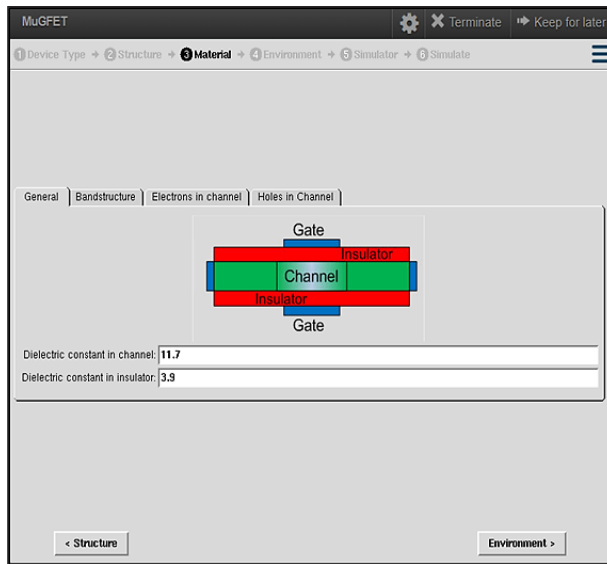 MuGFET
Terminate
Keep for later
1 Device Type → 2 Structure → 3 Material → 4 Environment → 5 Simulator → 6 Simulate
General Bandstructure Electrons in channel Holes in Channel
Gate
Insulator
Channel
Insulator
Gate
Dielectric constant in channel: 11.7
Dielectric constant in insulator: 3.9
< Structure
Environment >